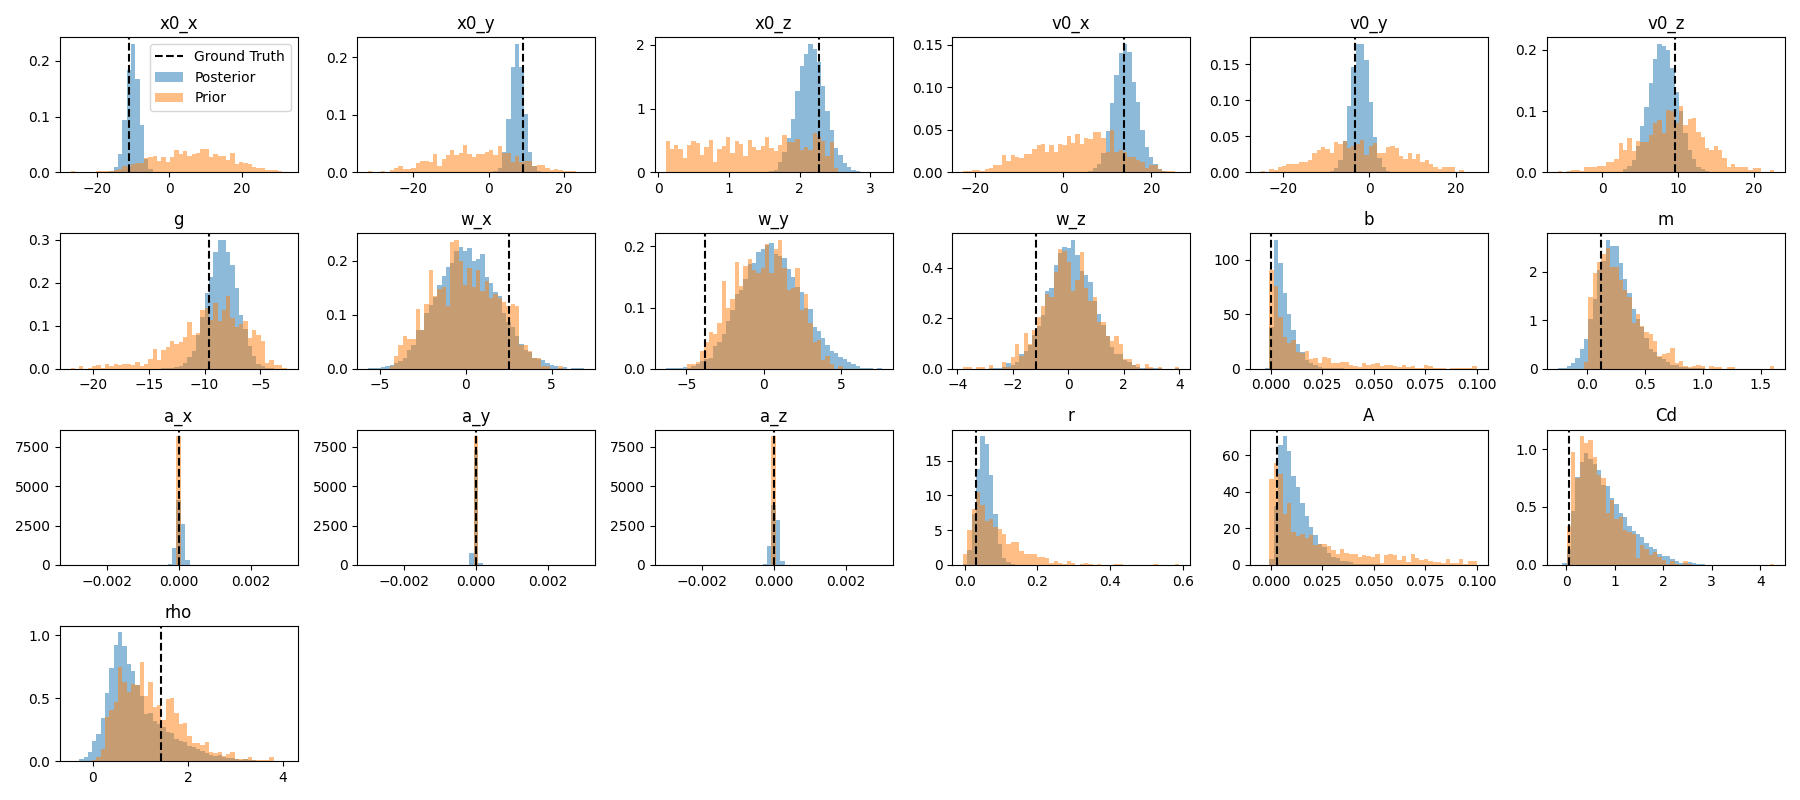 x0_x
x0_y
x0_z
v0_x
v0_y
v0_z
Ground Truth
Posterior
Prior
0.2
0.1
0.0
−20 0 20
0.2
0.1
0.0
−20 0 20
2
1
0
0 1 2 3
0.15
0.10
0.05
0.00
−20 0 20
0.15
0.10
0.05
0.00
−20 0 20
0.2
0.1
0.0
0 10 20
g
w_x
w_y
w_z
b
m
0.3
0.2
0.1
0.0
−20 −15 −10 −5
0.2
0.1
0.0
−5 0 5
0.2
0.1
0.0
−5 0 5
0.4
0.2
0.0
−4 −2 0 2 4
100
50
0
0.000 0.025 0.050 0.075 0.100
2
1
0
0.0 0.5 1.0 1.5
a_x
a_y
a_z
r
A
Cd
7500
5000
2500
0
−0.002 0.000 0.002
7500
5000
2500
0
−0.002 0.000 0.002
7500
5000
2500
0
−0.002 0.000 0.002
15
10
5
0
0.0 0.2 0.4 0.6
60
40
20
0
0.000 0.025 0.050 0.075 0.100
1.0
0.5
0.0
0 1 2 3 4
rho
1.0
0.5
0.0
0 2 4